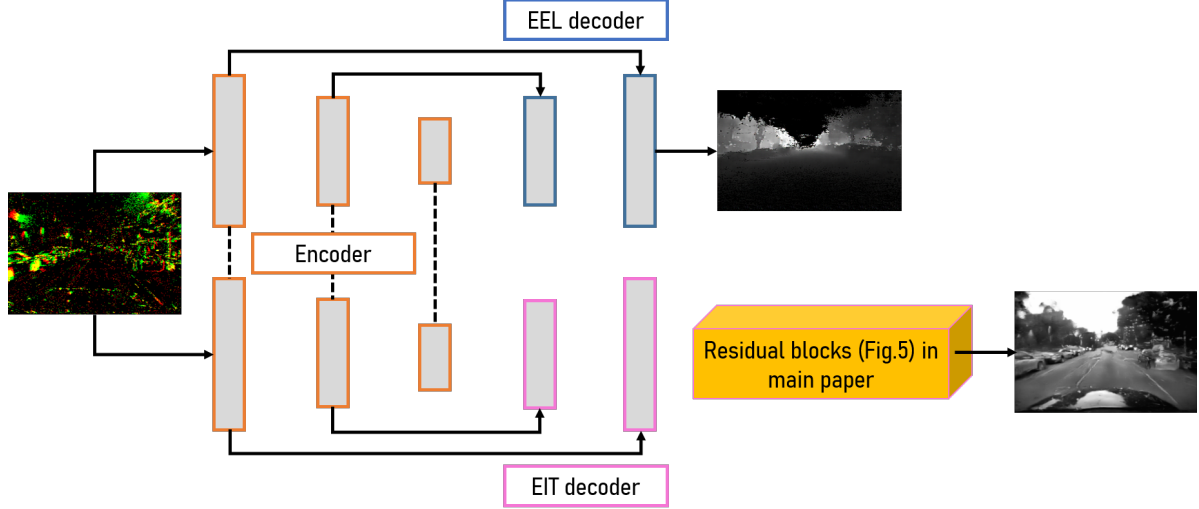 EEL decoder
Encoder
Residual blocks (Fig.5) in
main paper
EIT decoder